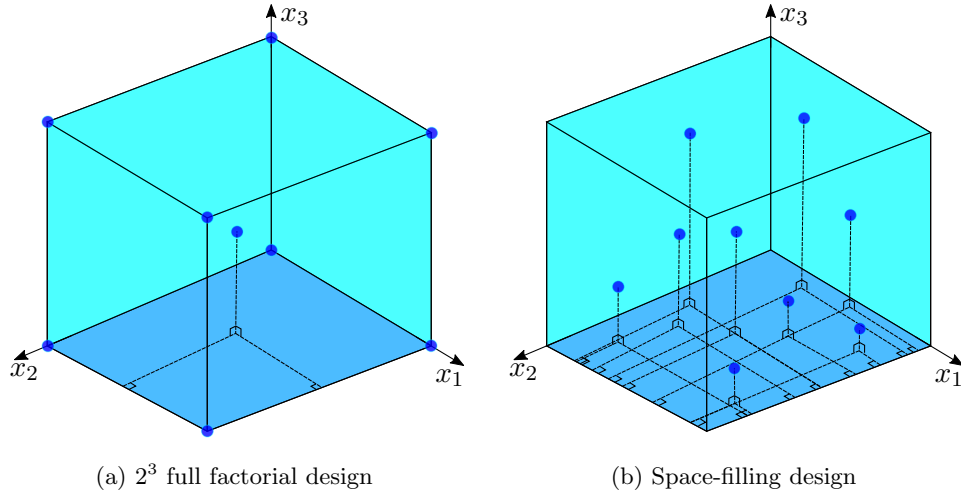 x₃ x₃
x₂ x₁ x₂ x₁
(a) 2³ full factorial design
(b) Space-filling design